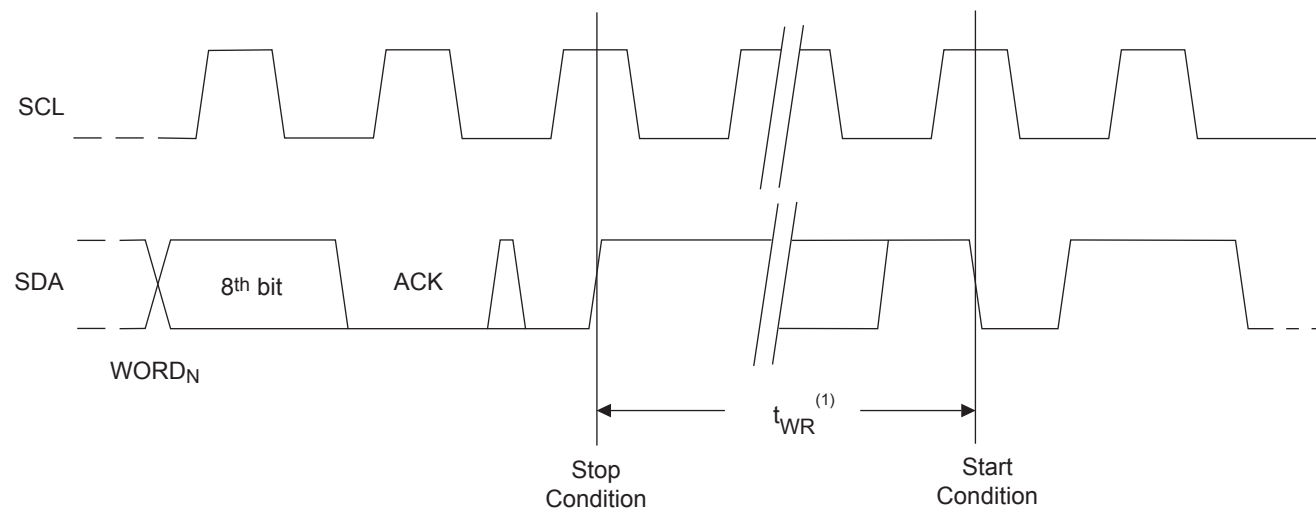 SCL
SDA
8th bit
ACK
WORDN
tWR(1)
Stop
Condition
Start
Condition